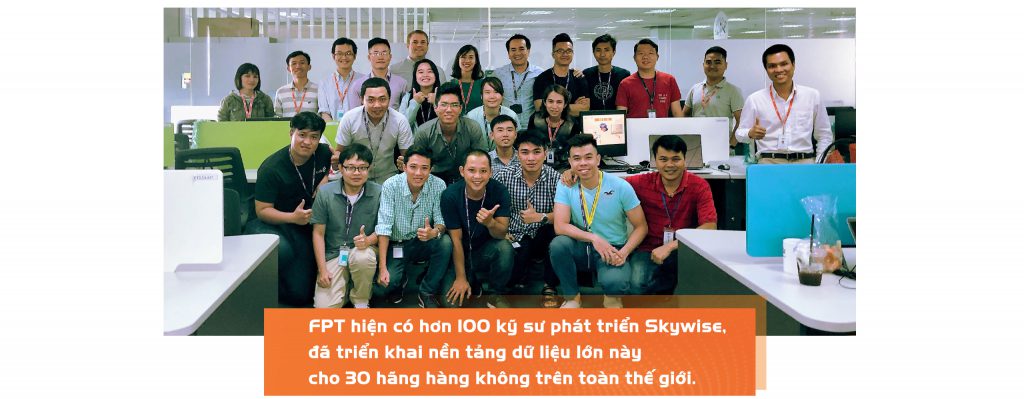 FPT hiện có hơn 100 kỹ sư phát triển Skywise,
đã triển khai nền tảng dữ liệu lớn này
cho 30 hãng hàng không trên toàn thế giới.